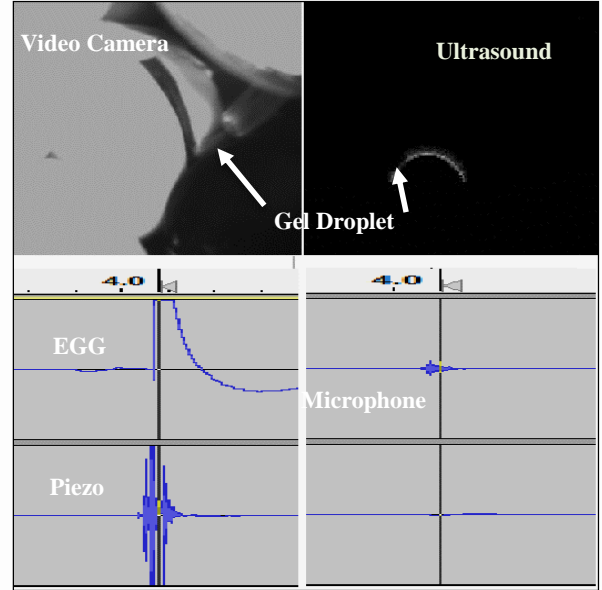 Video Camera
Ultrasound
Gel Droplet
4.0
4.0
EGG
Microphone
Piezo